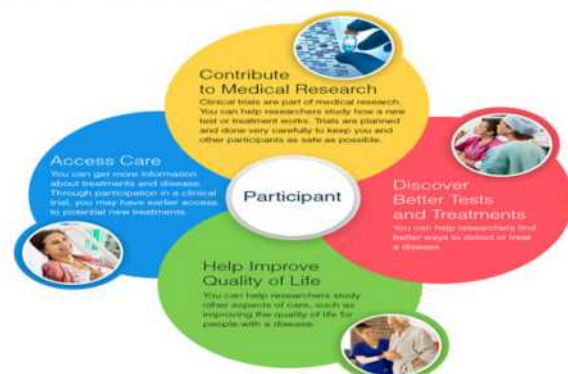 Contribute
to Medical Research
Clinical trials are part of medical research.
You can help researchers study how a new
test or treatment works. Trials are planned
and done very carefully to keep you and
other participants as safe as possible.
Access Care
You can get more information
about treatments and disease.
Through participation in a clinical
trial, you may have earlier access
to potential new treatments.
Participant
Discover
Better Tests
and Treatments
You can help researchers find
better ways to detect or treat
a disease.
Help Improve
Quality of Life
You can help researchers study
other aspects of care, such as
improving the quality of life for
people with a disease.